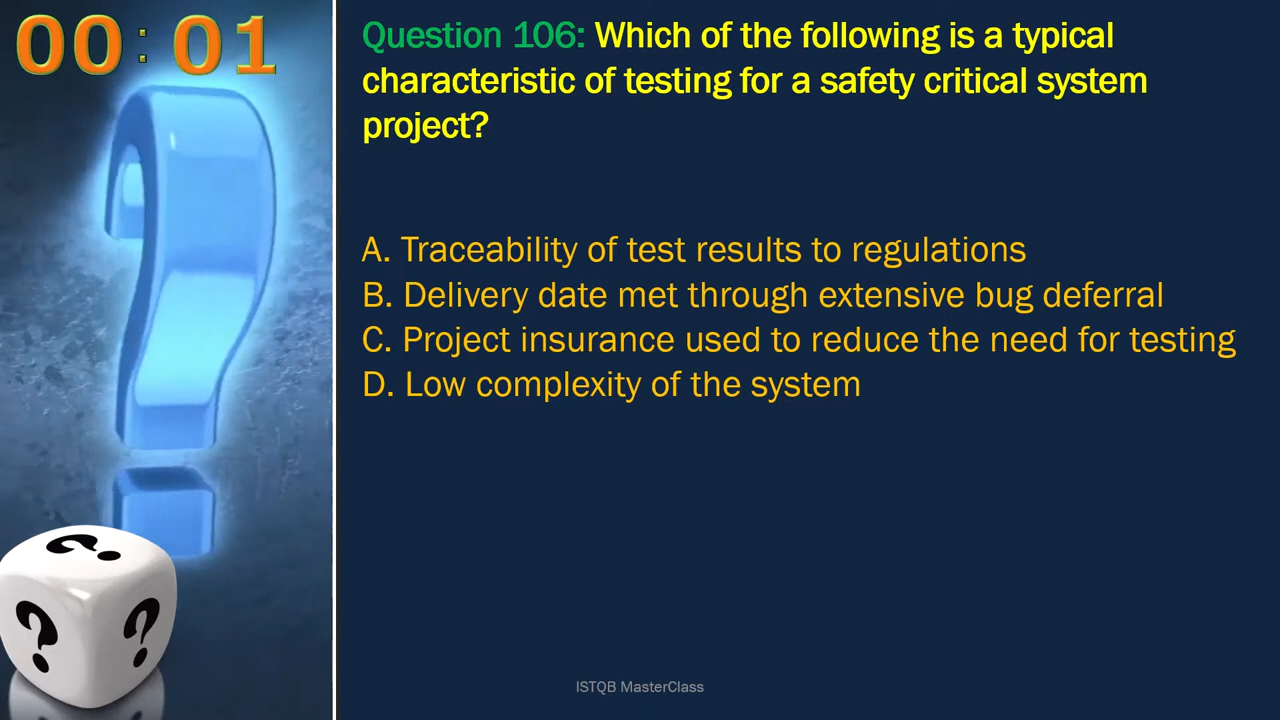 00:01
Question 106: Which of the following is a typical
characteristic of testing for a safety critical system
project?
A. Traceability of test results to regulations
B. Delivery date met through extensive bug deferral
C. Project insurance used to reduce the need for testing
D. Low complexity of the system
? ? ?
ISTQB MasterClass